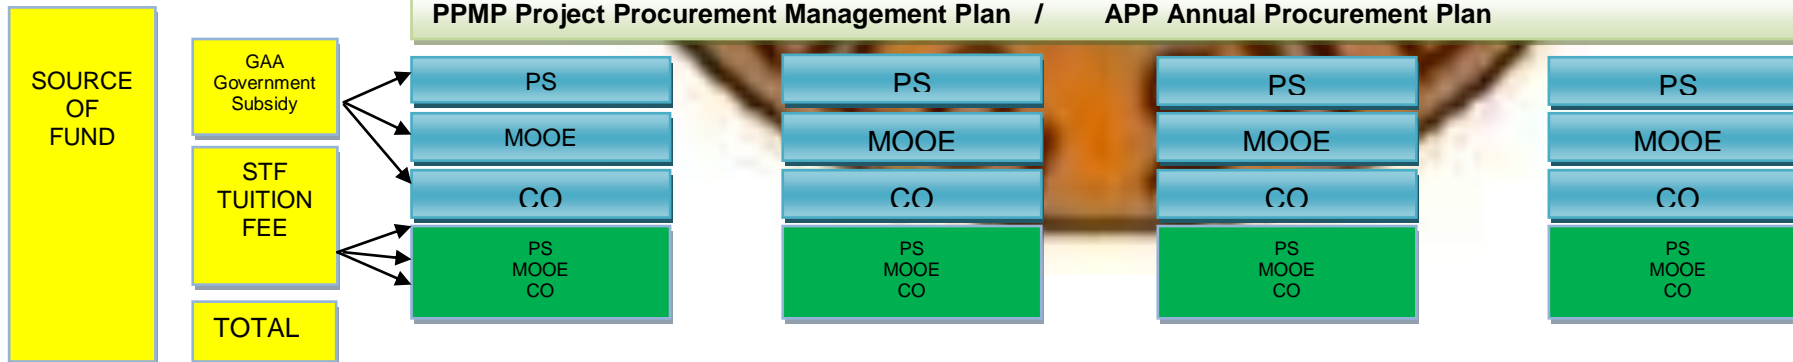 PPMP Project Procurement Management Plan / APP Annual Procurement Plan
SOURCE
OF
FUND
GAA
Government
Subsidy
STF
TUITION
FEE
TOTAL
PS
MOOE
CO
PS
MOOE
CO
PS
MOOE
CO
PS
MOOE
CO
PS
MOOE
CO
PS
MOOE
CO
PS
MOOE
CO
PS
MOOE
CO